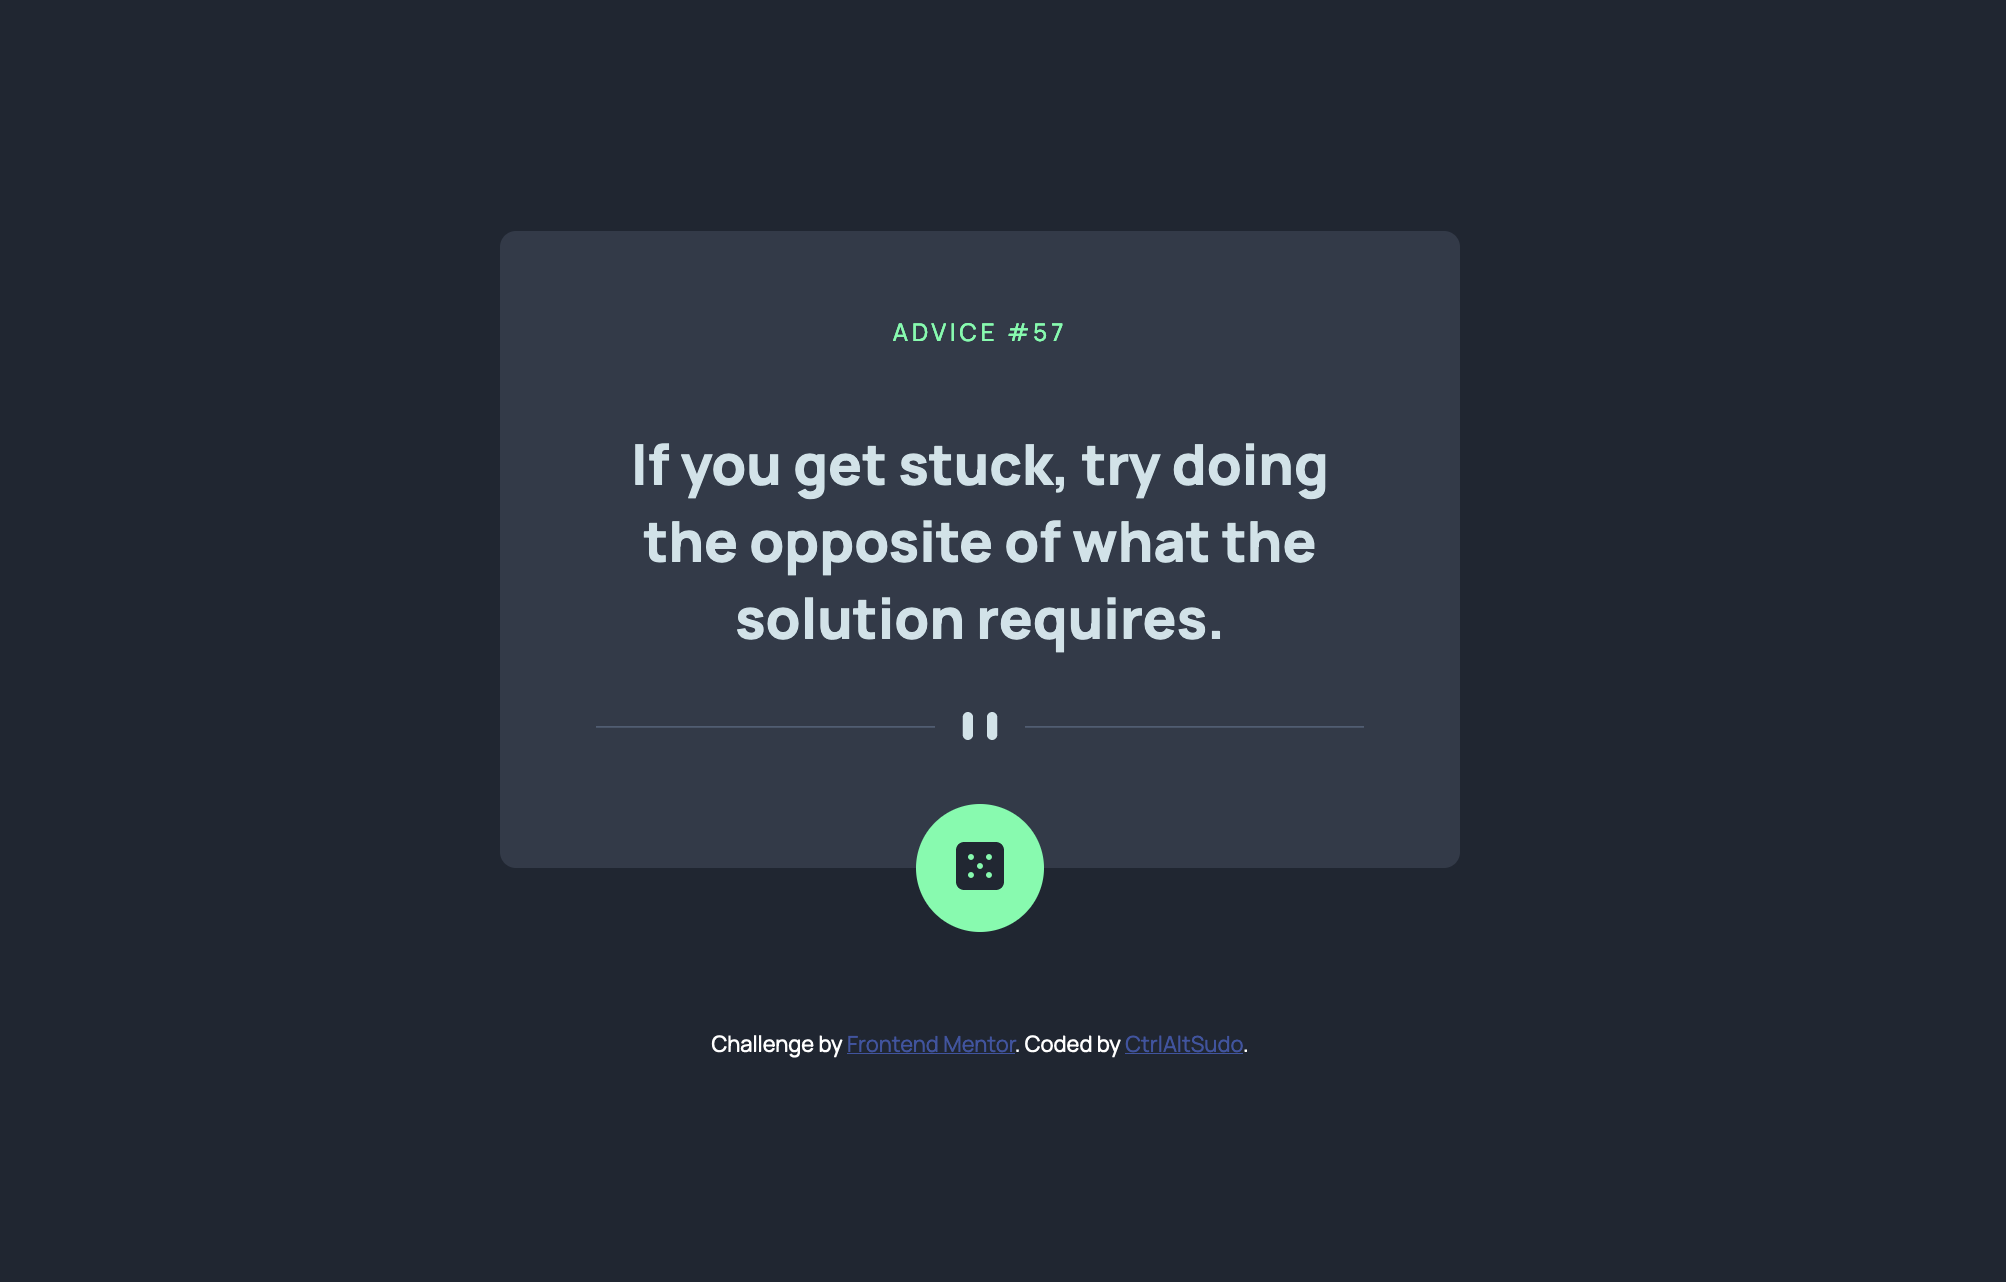 ADVICE #57
If you get stuck, try doing
the opposite of what the
solution requires.
Challenge by Frontend Mentor. Coded by CtrlAltSudo.